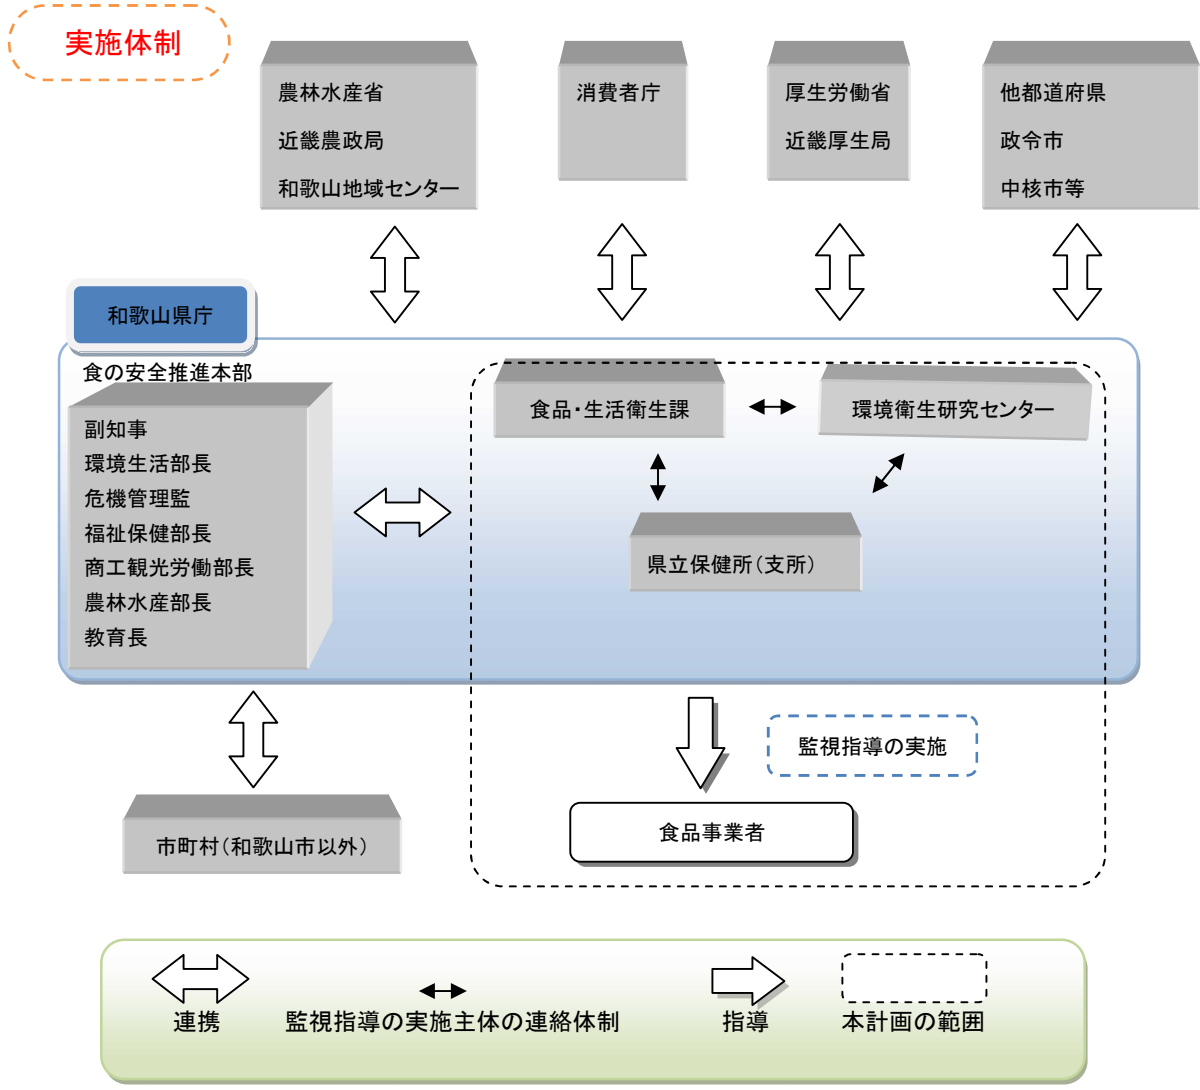 実施体制
農林水産省
近畿農政局
和歌山地域センター
消費者庁
厚生労働省
近畿厚生局
他都道府県
政令市
中核市等
和歌山県庁
食の安全推進本部
副知事
環境生活部長
危機管理監
福祉保健部長
商工観光労働部長
農林水産部長
教育長
食品・生活衛生課
環境衛生研究センター
県立保健所（支所）
監視指導の実施
食品事業者
市町村（和歌山市以外）
連携
監視指導の実施主体の連絡体制
指導
本計画の範囲